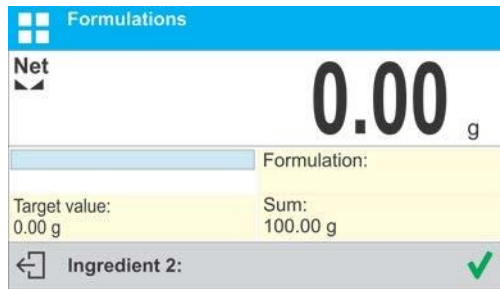 Formulations
Net
0.00 g
Formulation:
Target value:
0.00 g
Sum:
100.00 g
Ingredient 2: